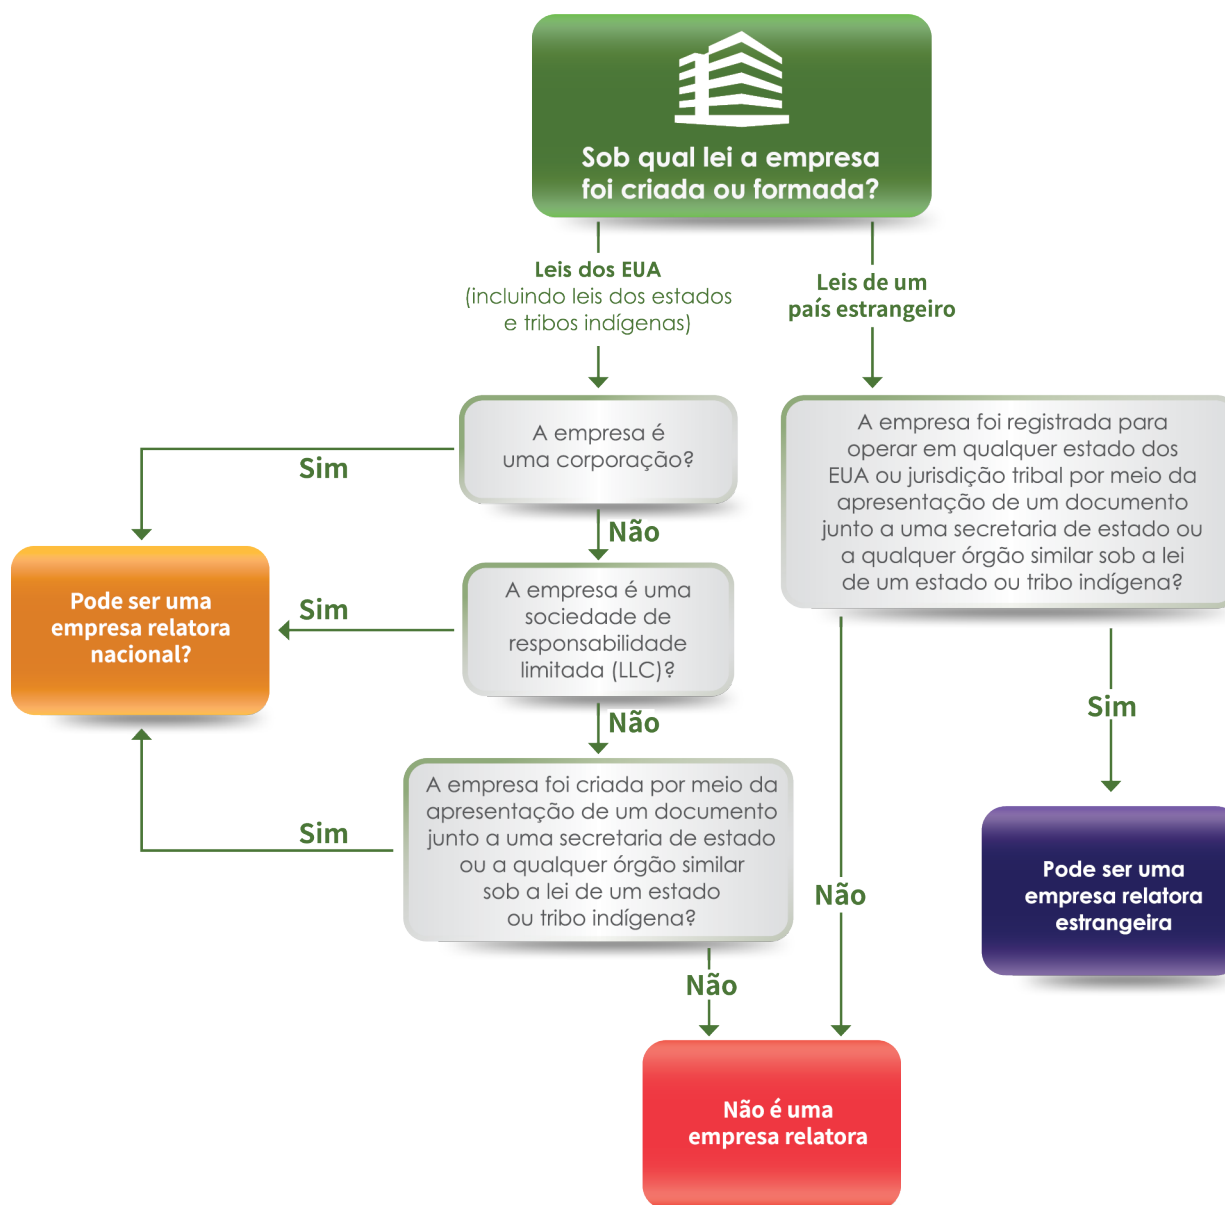 Sob qual lei a empresa
foi criada ou formada?
Leis dos EUA
(incluindo leis dos estados
e tribos indígenas)
Leis de um
país estrangeiro
A empresa é
uma corporação?
Sim
Não
A empresa foi registrada para
operar em qualquer estado dos
EUA ou jurisdição tribal por meio da
apresentação de um documento
junto a uma secretaria de estado ou
a qualquer órgão similar sob a lei
de um estado ou tribo indígena?
Pode ser uma
empresa relatora
nacional?
Sim
A empresa é uma
sociedade de
responsabilidade
limitada (LLC)?
Não
Sim
A empresa foi criada por meio da
apresentação de um documento
junto a uma secretaria de estado
ou a qualquer órgão similar
sob a lei de um estado
ou tribo indígena?
Sim
Não
Pode ser uma
empresa relatora
estrangeira
Não
Não é uma
empresa relatora